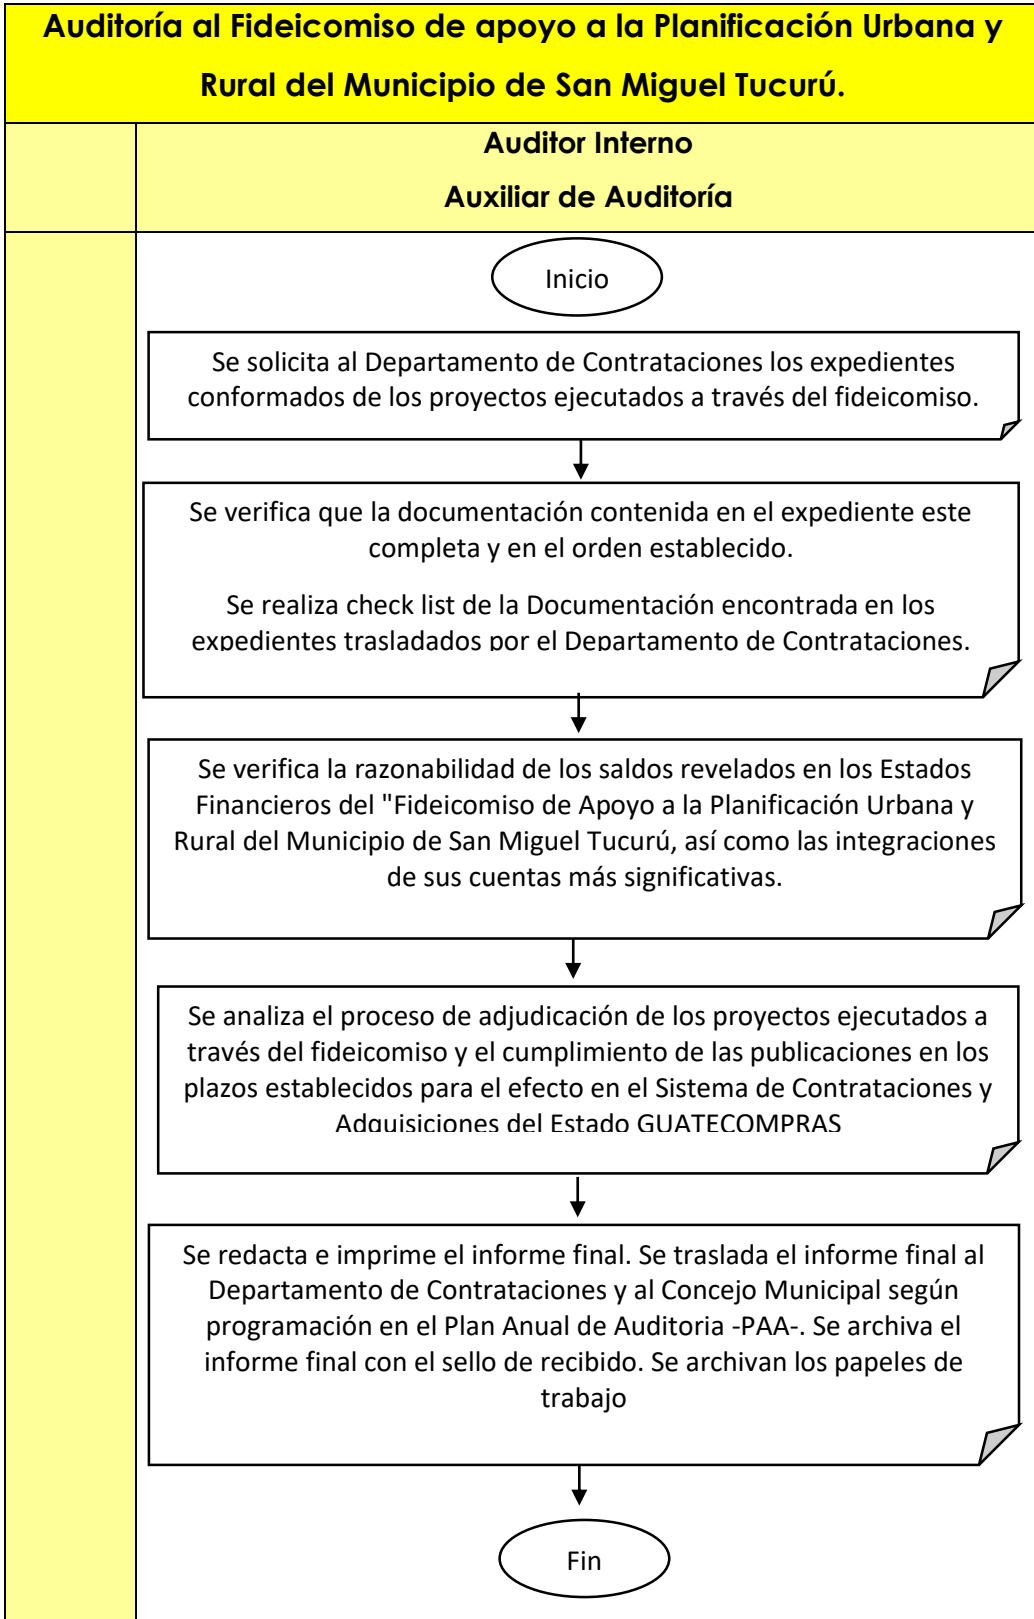 Auditoría al Fideicomiso de apoyo a la Planificación Urbana y
Rural del Municipio de San Miguel Tucurú.
Auditor Interno
Auxiliar de Auditoría
Inicio
Se solicita al Departamento de Contrataciones los expedientes
conformados de los proyectos ejecutados a través del fideicomiso.
Se verifica que la documentación contenida en el expediente este
completa y en el orden establecido.
Se realiza check list de la Documentación encontrada en los
expedientes trasladados por el Departamento de Contrataciones.
Se verifica la razonabilidad de los saldos revelados en los Estados
Financieros del "Fideicomiso de Apoyo a la Planificación Urbana y
Rural del Municipio de San Miguel Tucurú, así como las integraciones
de sus cuentas más significativas.
Se analiza el proceso de adjudicación de los proyectos ejecutados a
través del fideicomiso y el cumplimiento de las publicaciones en los
plazos establecidos para el efecto en el Sistema de Contrataciones y
Adquisiciones del Estado GUATECOMPRAS
Se redacta e imprime el informe final. Se traslada el informe final al
Departamento de Contrataciones y al Concejo Municipal según
programación en el Plan Anual de Auditoria -PAA-. Se archiva el
informe final con el sello de recibido. Se archivan los papeles de
trabajo
Fin